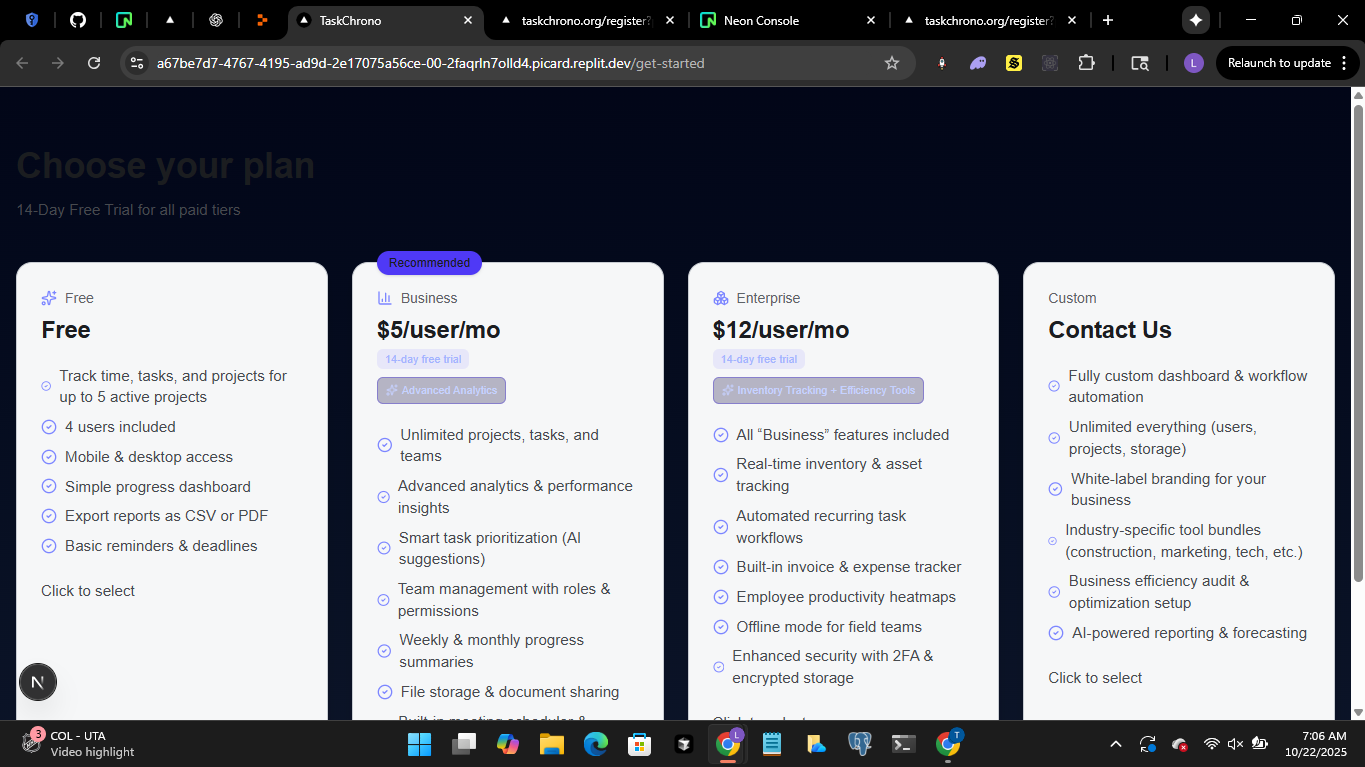 TaskChrono
taskchrono.org/register?
Neon Console
taskchrono.org/register?
a67be7d7-4767-4195-ad9d-2e17075a56ce-00-2faqrln7olld4.picard.replit.dev/get-started
L
Relaunch to update
Choose your plan
14-Day Free Trial for all paid tiers
Free
Free
Track time, tasks, and projects for
up to 5 active projects
4 users included
Mobile & desktop access
Simple progress dashboard
Export reports as CSV or PDF
Basic reminders & deadlines
Click to select
Recommended
Business
$5/user/mo
14-day free trial
Advanced Analytics
Unlimited projects, tasks, and
teams
Advanced analytics & performance
insights
Smart task prioritization (AI
suggestions)
Team management with roles &
permissions
Weekly & monthly progress
summaries
File storage & document sharing
Built-in meeting scheduler &
Enterprise
$12/user/mo
14-day free trial
Inventory Tracking + Efficiency Tools
All “Business” features included
Real-time inventory & asset
tracking
Automated recurring task
workflows
Built-in invoice & expense tracker
Employee productivity heatmaps
Offline mode for field teams
Enhanced security with 2FA &
encrypted storage
Click to select
Custom
Contact Us
Fully custom dashboard & workflow
automation
Unlimited everything (users,
projects, storage)
White-label branding for your
business
Industry-specific tool bundles
(construction, marketing, tech, etc.)
Business efficiency audit &
optimization setup
AI-powered reporting & forecasting
Click to select
N
3
COL - UTA
Video highlight
L
T
7:06 AM
10/22/2025